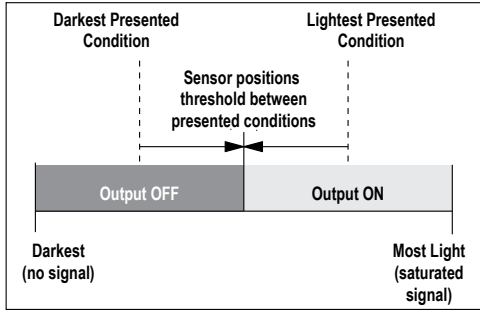 Darkest Presented
Condition
Lightest Presented
Condition
Sensor positions
threshold between
presented conditions
Output OFF
Output ON
Darkest
(no signal)
Most Light
(saturated
signal)